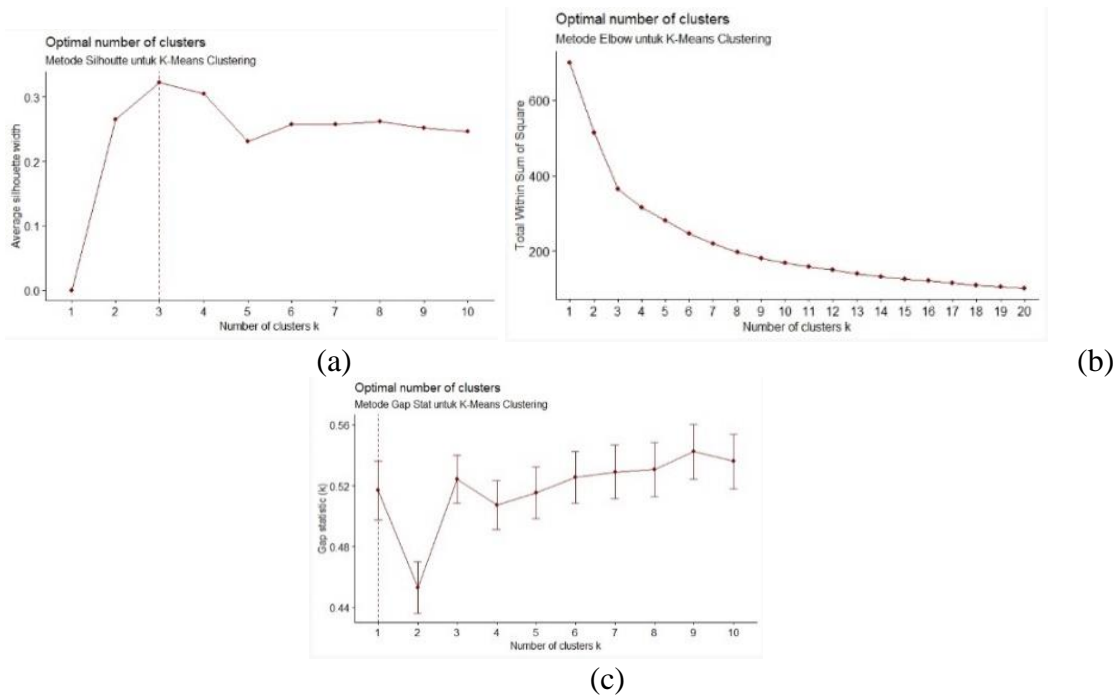 Optimal number of clusters
Metode Silhoutte untuk K-Means Clustering
Average silhouette width
0.3
0.2
0.1
0.0
1 2 3 4 5 6 7 8 9 10
Number of clusters k
(a)
Optimal number of clusters
Metode Elbow untuk K-Means Clustering
Total Within Sum of Square
600
400
200
1 2 3 4 5 6 7 8 9 10 11 12 13 14 15 16 17 18 19 20
Number of clusters k
(b)
Optimal number of clusters
Metode Gap Stat untuk K-Means Clustering
Gap statistic (k)
0.56
0.52
0.48
0.44
1 2 3 4 5 6 7 8 9 10
Number of clusters k
(c)